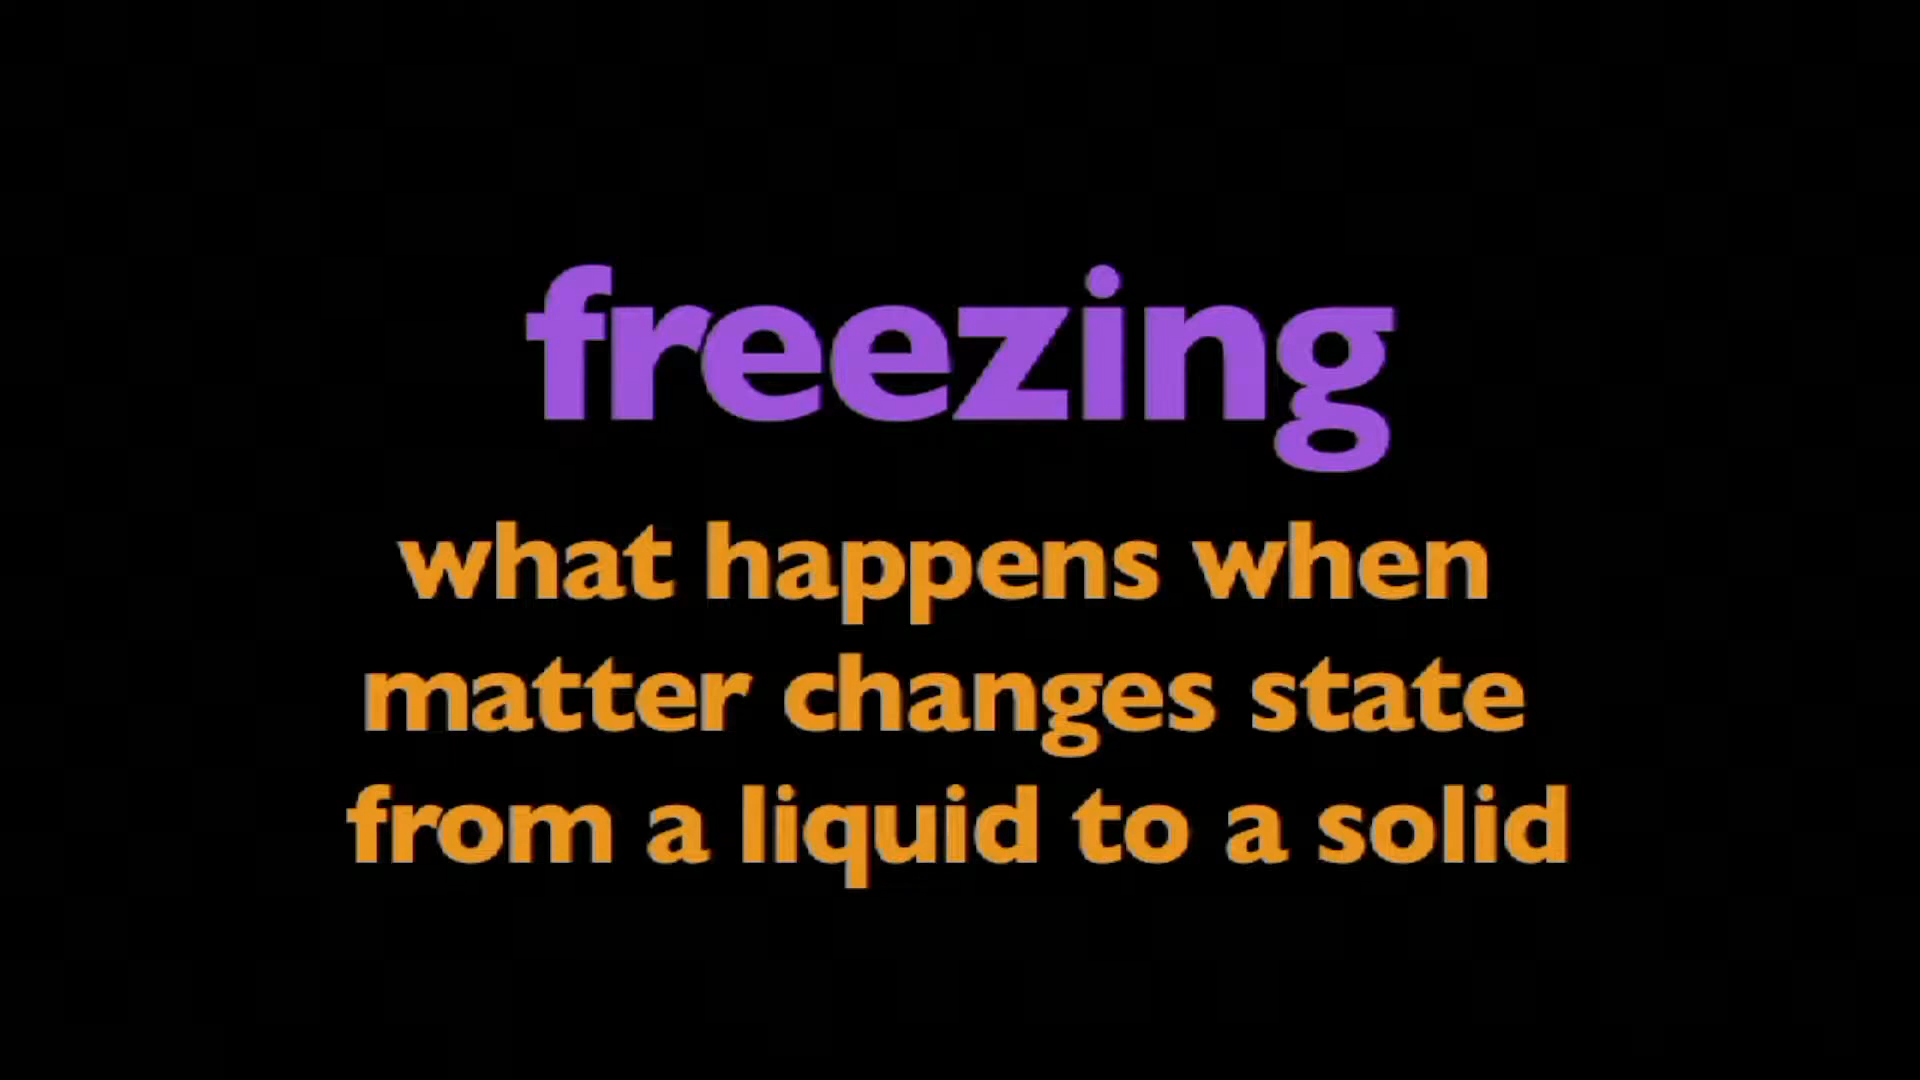 freezing
what happens when
matter changes state
from a liquid to a solid